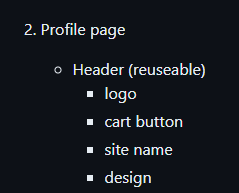 2. Profile page
Header (reuseable)
logo
cart button
site name
design